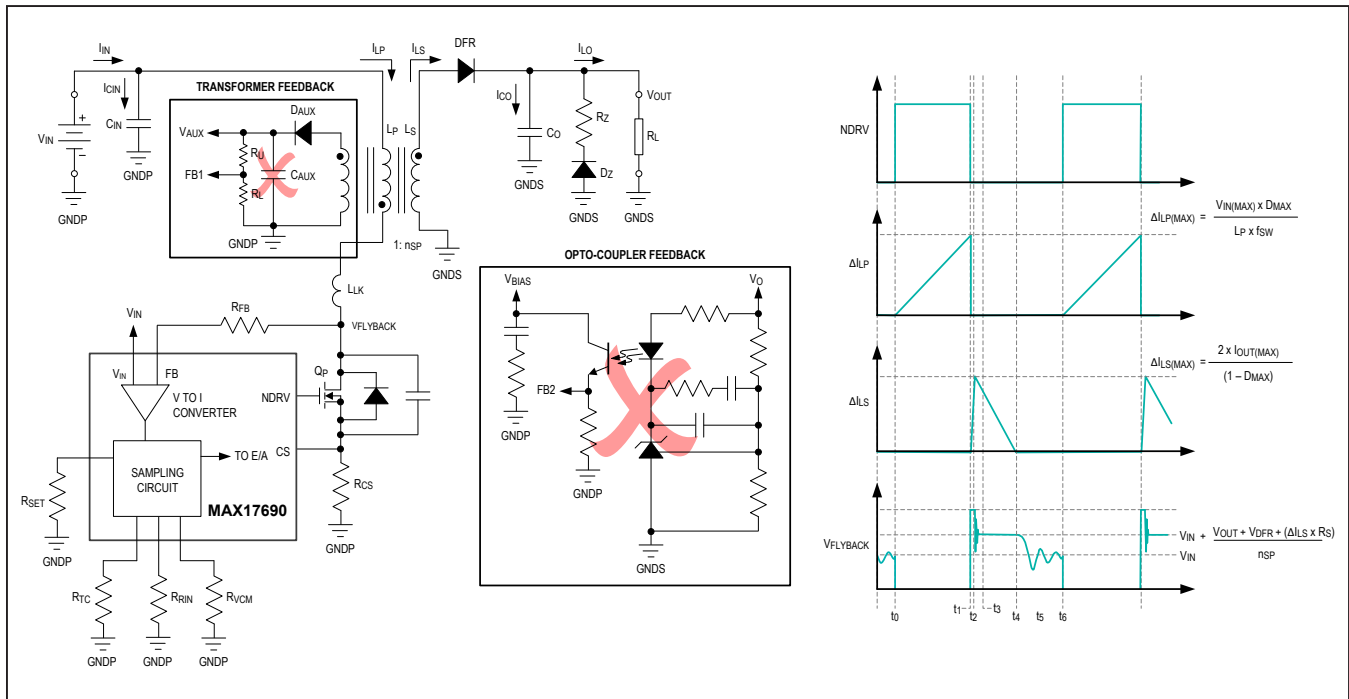 IIN
ICIN
VIN
+
−
CIN
GNDP
GNDP
TRANSFORMER FEEDBACK
DAUX
VAUX
RU
FB1
CAUX
RL
GNDP
ILP
ILS
DFR
LP
LS
1: nSP
GNDS
ILO
ICO
CO
GNDS
RZ
DZ
GNDS
VOUT
RL
GNDS
LLK
VFLYBACK
RFB
VIN
VIN
FB
V TO I
CONVERTER
SAMPLING
CIRCUIT
TO E/A
MAX17690
NDRV
QP
CS
RCS
GNDP
RSET
GNDP
RTC
GNDP
RRIN
GNDP
RVCM
GNDP
OPTO-COUPLER FEEDBACK
VBIAS
GNDP
FB2
GNDP
VO
GNDS
NDRV
ΔILP
ΔILP(MAX) = VIN(MAX) x DMAX
LP x fSW
ΔILS
ΔILS(MAX) = 2 x IOUT(MAX)
(1 – DMAX)
VFLYBACK
VIN + VOUT + VDFR + (ΔILS x RS)
nSP
VIN
t0
t1
t2
t3
t4
t5
t6